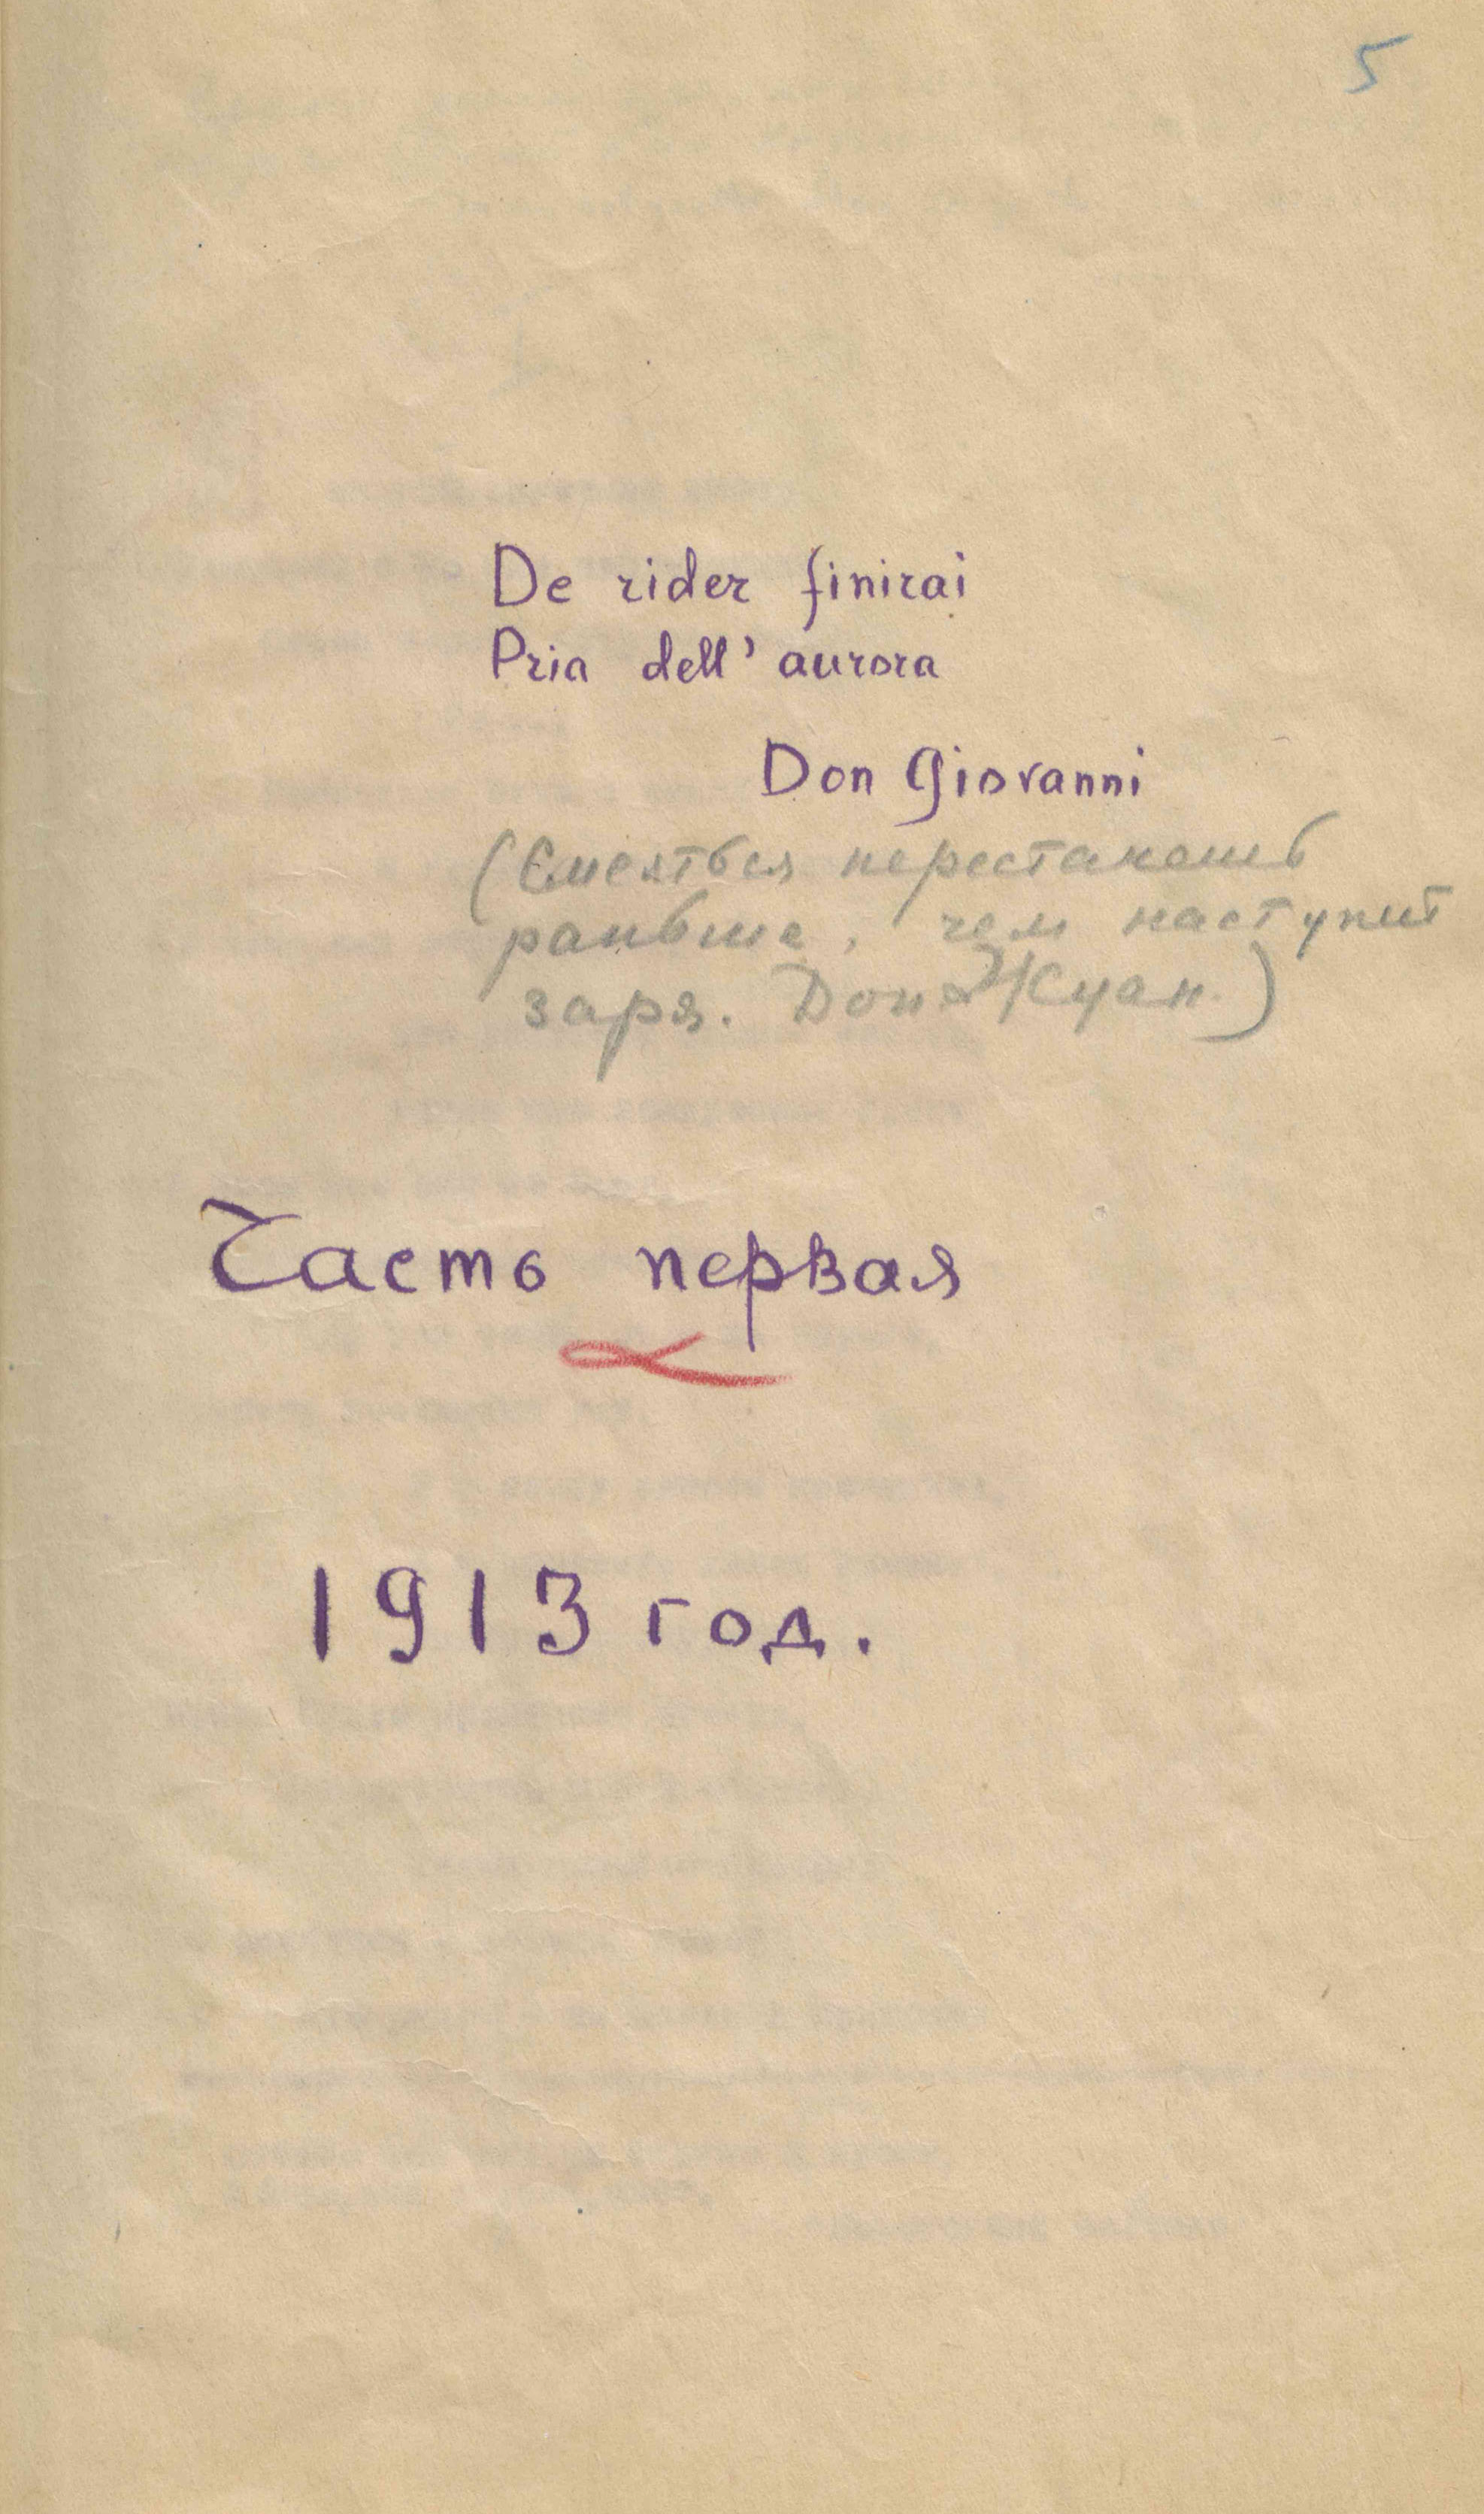 5
De rider finirai
Pria dell' aurora
Don Giovanni
(Смеяться перестанешь
раньше, чем наступит
заря. Дон Жуан.)
Часть первая
1913 год.